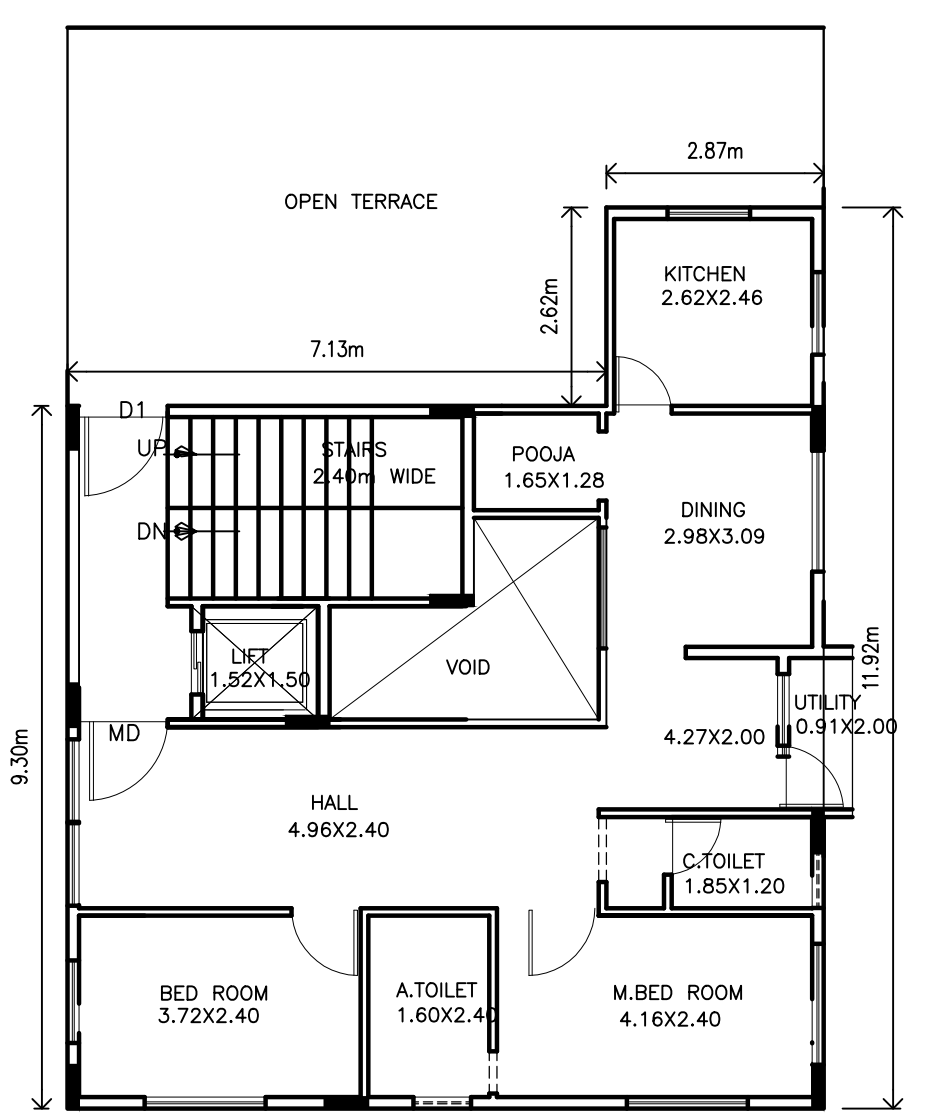 2.87m
OPEN TERRACE
KITCHEN
2.62X2.46
2.62m
7.13m
D1
UP
STAIRS
2.40m WIDE
POOJA
1.65X1.28
DINING
2.98X3.09
DN
LIFT
1.52X1.50
VOID
11.92m
UTILITY
0.91X2.00
4.27X2.00
MD
9.30m
HALL
4.96X2.40
C.TOILET
1.85X1.20
BED ROOM
3.72X2.40
A.TOILET
1.60X2.40
M.BED ROOM
4.16X2.40